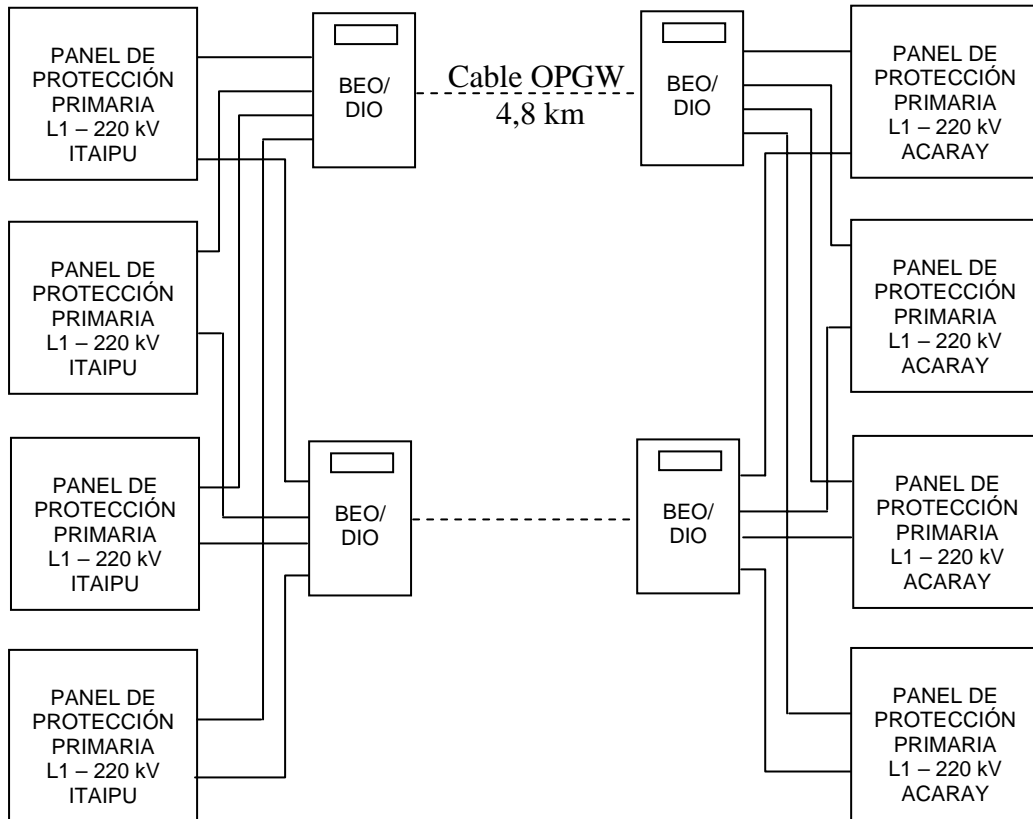 PANEL DE
PROTECCIÓN
PRIMARIA
L1 – 220 kV
ITAIPU
BEO/
DIO
Cable OPGW
4,8 km
BEO/
DIO
PANEL DE
PROTECCIÓN
PRIMARIA
L1 – 220 kV
ACARAY
PANEL DE
PROTECCIÓN
PRIMARIA
L1 – 220 kV
ITAIPU
PANEL DE
PROTECCIÓN
PRIMARIA
L1 – 220 kV
ACARAY
PANEL DE
PROTECCIÓN
PRIMARIA
L1 – 220 kV
ITAIPU
BEO/
DIO
BEO/
DIO
PANEL DE
PROTECCIÓN
PRIMARIA
L1 – 220 kV
ACARAY
PANEL DE
PROTECCIÓN
PRIMARIA
L1 – 220 kV
ITAIPU
PANEL DE
PROTECCIÓN
PRIMARIA
L1 – 220 kV
ACARAY